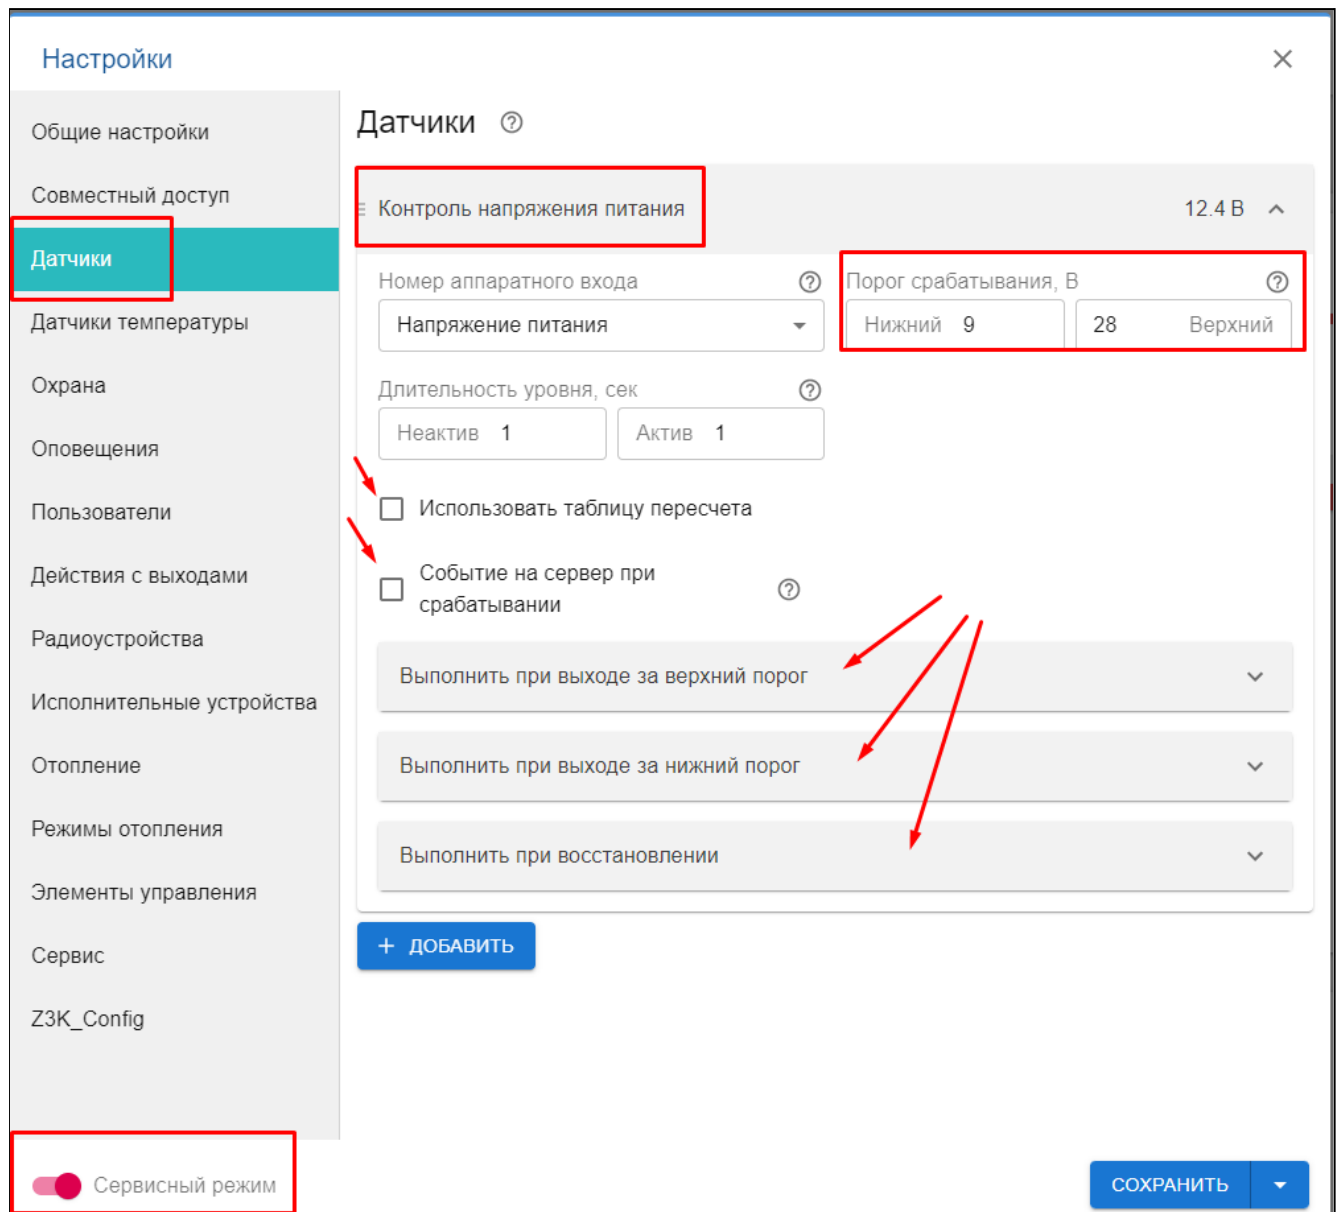 Настройки
Общие настройки
Совместный доступ
Датчики
Датчики температуры
Охрана
Оповещения
Пользователи
Действия с выходами
Радиоустройства
Исполнительные устройства
Отопление
Режимы отопления
Элементы управления
Сервис
Z3K_Config
Сервисный режим
Датчики
Контроль напряжения питания 12.4 В
Номер аппаратного входа
Напряжение питания
Порог срабатывания, В
Нижний 9 28 Верхний
Длительность уровня, сек
Неактив 1 Актив 1
Использовать таблицу пересчета
Событие на сервер при
срабатывании
Выполнить при выходе за верхний порог
Выполнить при выходе за нижний порог
Выполнить при восстановлении
+ ДОБАВИТЬ
СОХРАНИТЬ